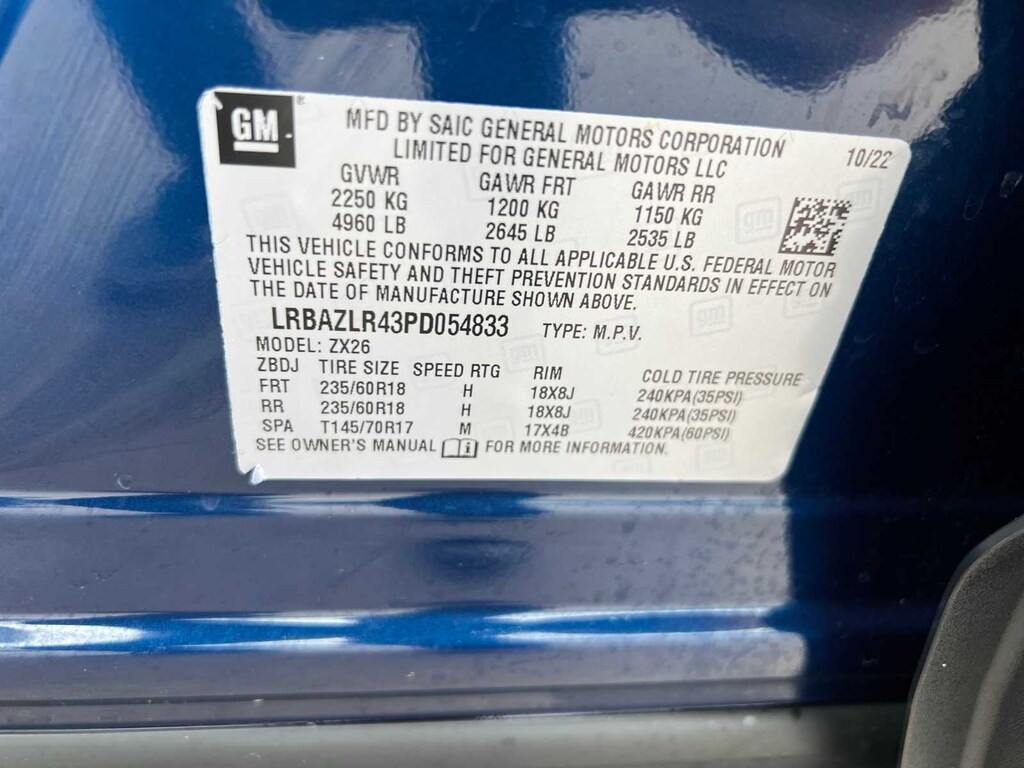 GM ®
MFD BY SAIC GENERAL MOTORS CORPORATION
LIMITED FOR GENERAL MOTORS LLC
10/22
GVWR GAWR FRT GAWR RR
2250 KG 1200 KG 1150 KG
4960 LB 2645 LB 2535 LB
THIS VEHICLE CONFORMS TO ALL APPLICABLE U.S. FEDERAL MOTOR
VEHICLE SAFETY AND THEFT PREVENTION STANDARDS IN EFFECT ON
THE DATE OF MANUFACTURE SHOWN ABOVE.
LRBAZLR43PD054833 TYPE: M.P.V.
MODEL: ZX26
ZBDJ TIRE SIZE SPEED RTG RIM COLD TIRE PRESSURE
FRT 235/60R18 H 18X8J 240KPA(35PSI)
RR 235/60R18 H 18X8J 240KPA(35PSI)
SPA T145/70R17 M 17X4B 420KPA(60PSI)
SEE OWNER'S MANUAL i FOR MORE INFORMATION.